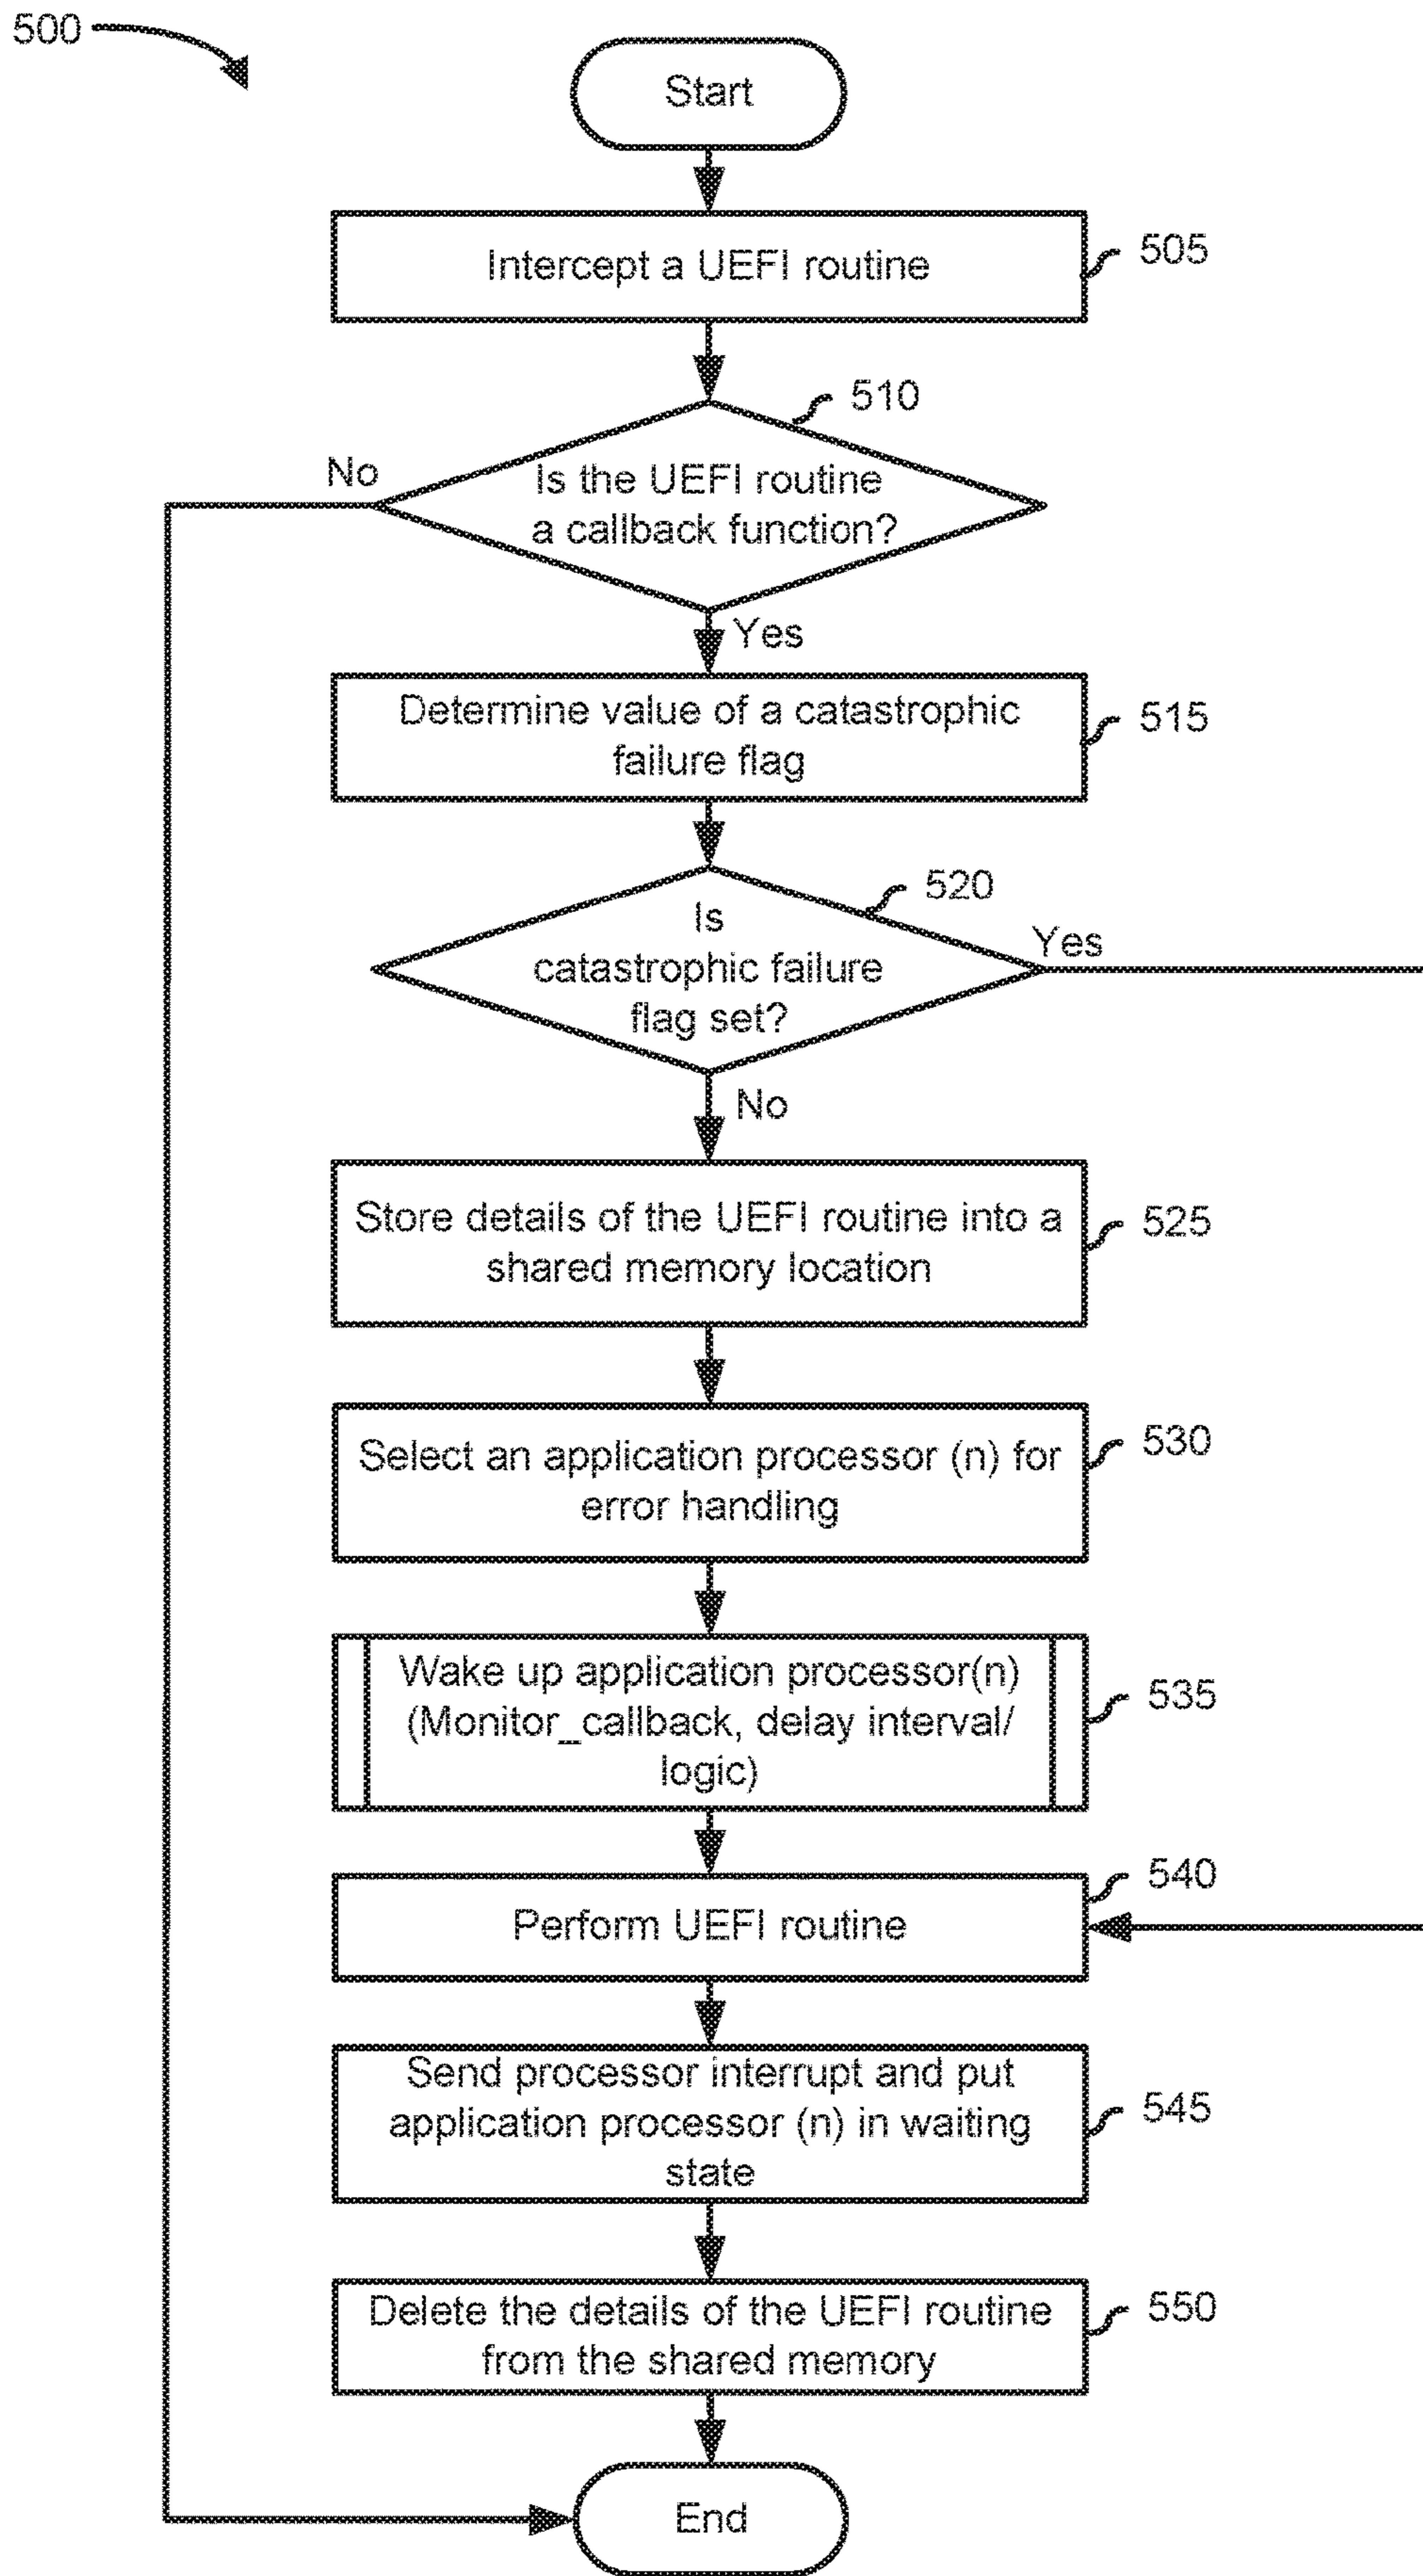 500
Start
Intercept a UEFI routine
505
510
No
Is the UEFI routine
a callback function?
Yes
Determine value of a catastrophic
failure flag
515
520
Is
catastrophic failure
flag set?
Yes
No
Store details of the UEFI routine into a
shared memory location
525
Select an application processor (n) for
error handling
530
Wake up application processor(n)
(Monitor_callback, delay interval/
logic)
535
540
Perform UEFI routine
Send processor interrupt and put
application processor (n) in waiting
state
545
Delete the details of the UEFI routine
from the shared memory
550
End